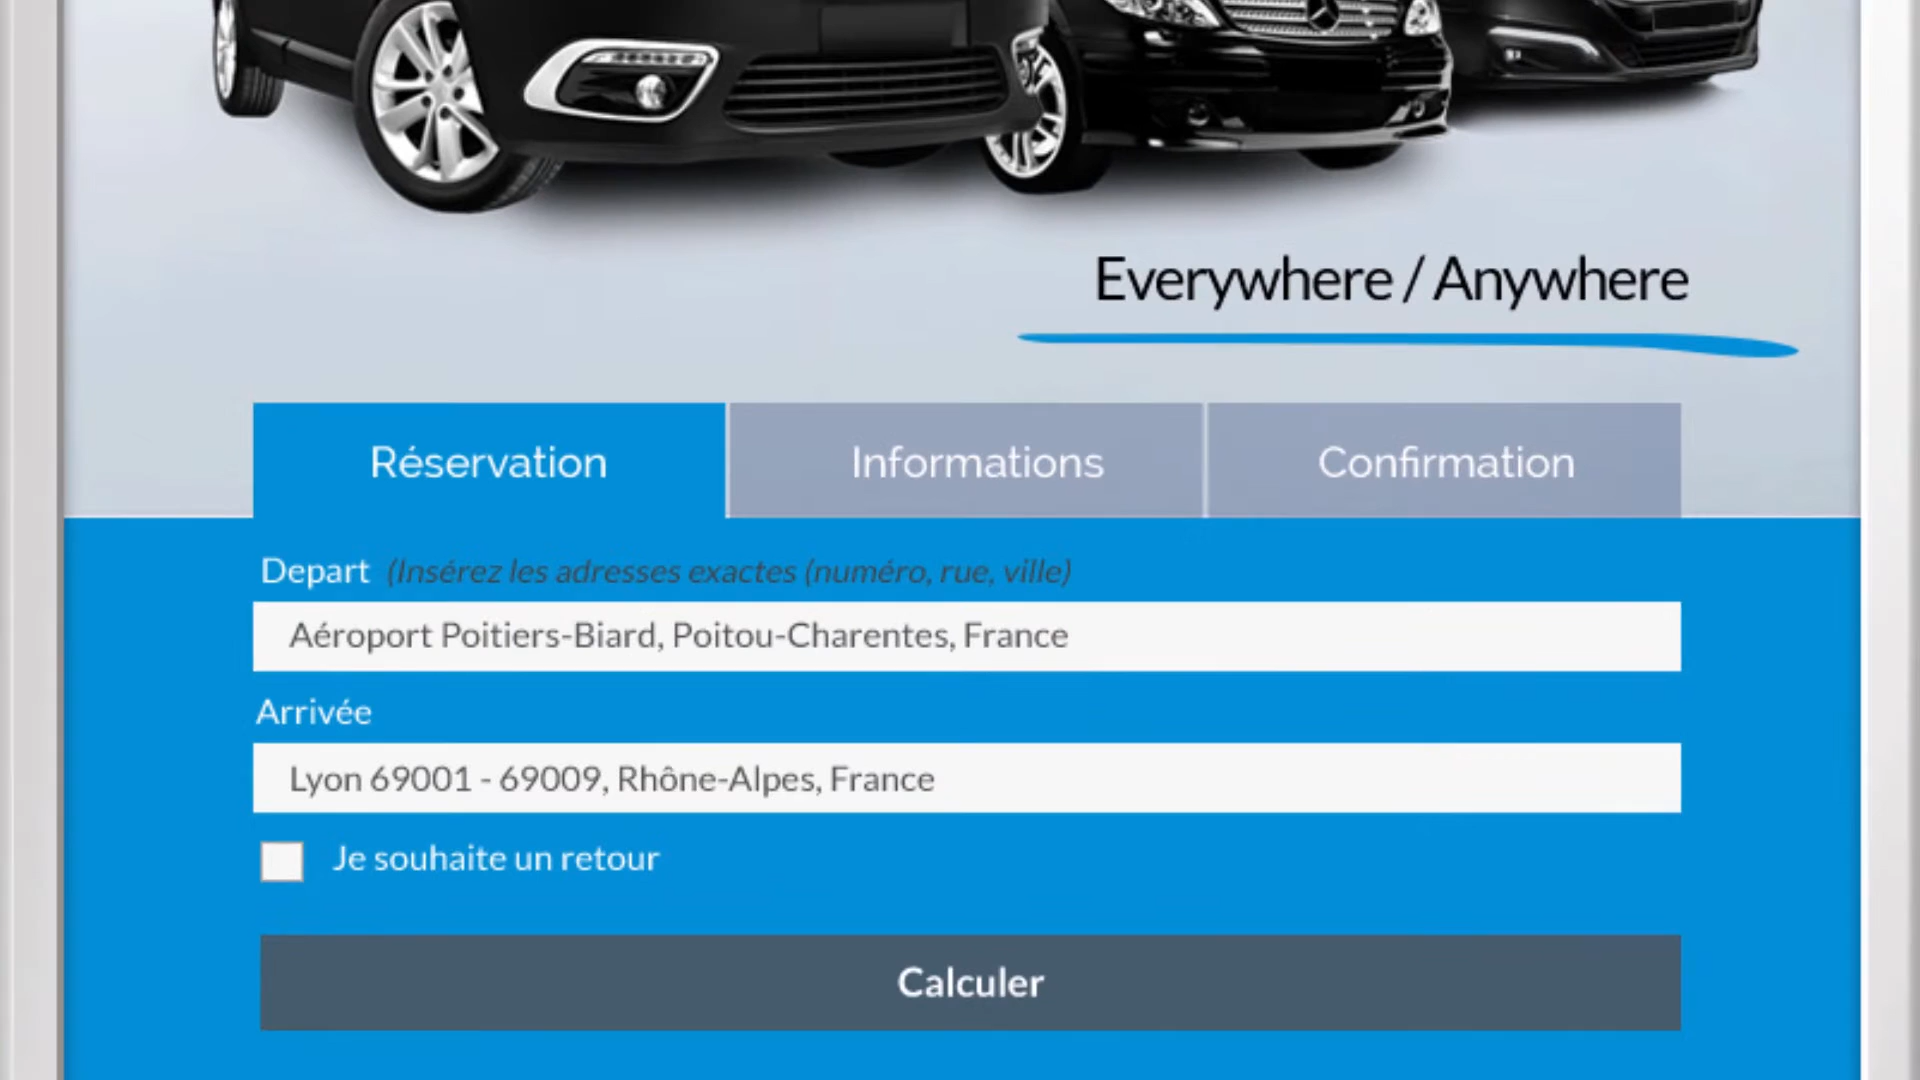 Everywhere / Anywhere
Réservation
Informations
Confirmation
Depart (Insérez les adresses exactes (numéro, rue, ville)
Aéroport Poitiers-Biard, Poitou-Charentes, France
Arrivée
Lyon 69001 - 69009, Rhône-Alpes, France
Je souhaite un retour
Calculer